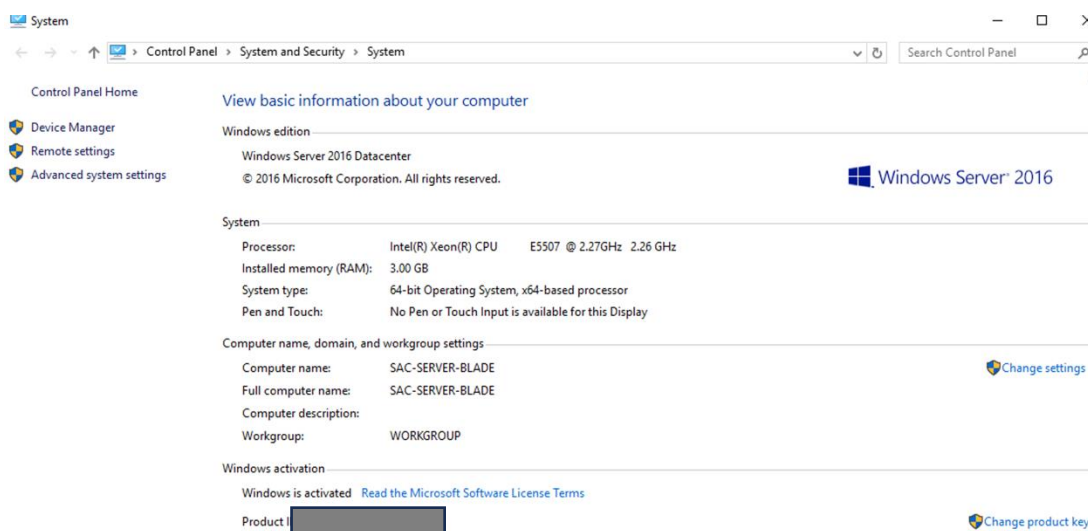 System
Control Panel > System and Security > System
Search Control Panel
Control Panel Home
Device Manager
Remote settings
Advanced system settings
View basic information about your computer
Windows edition
Windows Server 2016 Datacenter
© 2016 Microsoft Corporation. All rights reserved.
Windows Server® 2016
System
Processor: Intel(R) Xeon(R) CPU E5507 @ 2.27GHz 2.26 GHz
Installed memory (RAM): 3.00 GB
System type: 64-bit Operating System, x64-based processor
Pen and Touch: No Pen or Touch Input is available for this Display
Computer name, domain, and workgroup settings
Computer name: SAC-SERVER-BLADE
Change settings
Full computer name: SAC-SERVER-BLADE
Computer description:
Workgroup: WORKGROUP
Windows activation
Windows is activated Read the Microsoft Software License Terms
Product
Change product key